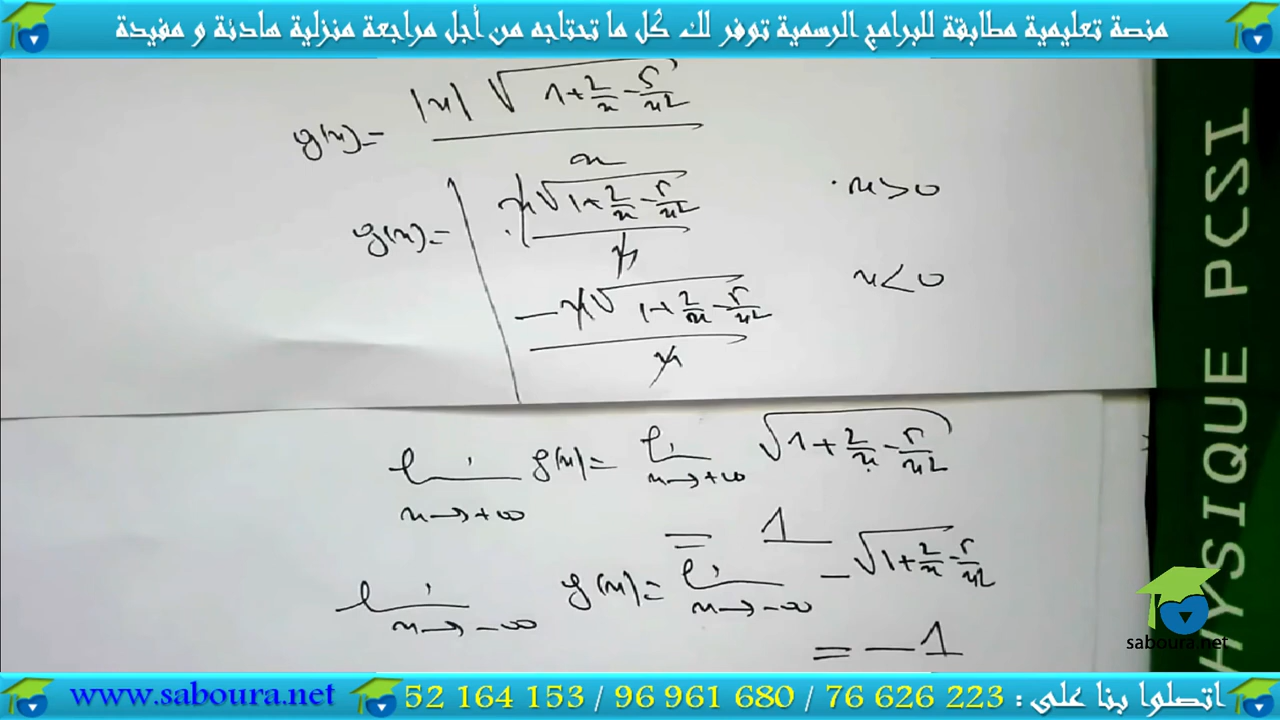 منصة تعليمية مطابقة للبرامج الرسمية توفر لك كل ما تحتاجه من أجل مراجعة منزلية هادئة و مفيدة
g(x)= |x| √(1+2/x-5/x2) / x
g(x)= x√(1+2/x-5/x2) / x x>0
-x√(1+2/x-5/x2) / x x<0
lim x→+∞ g(x)= lim x→+∞ √(1+2/x-5/x2)
= 1
lim x→-∞ g(x)= lim x→-∞ -√(1+2/x-5/x2)
= -1
HYSIQUE PCSI
saboura.net
www.saboura.net
52 164 153 / 96 961 680 / 76 626 223 : اتصلوا بنا على